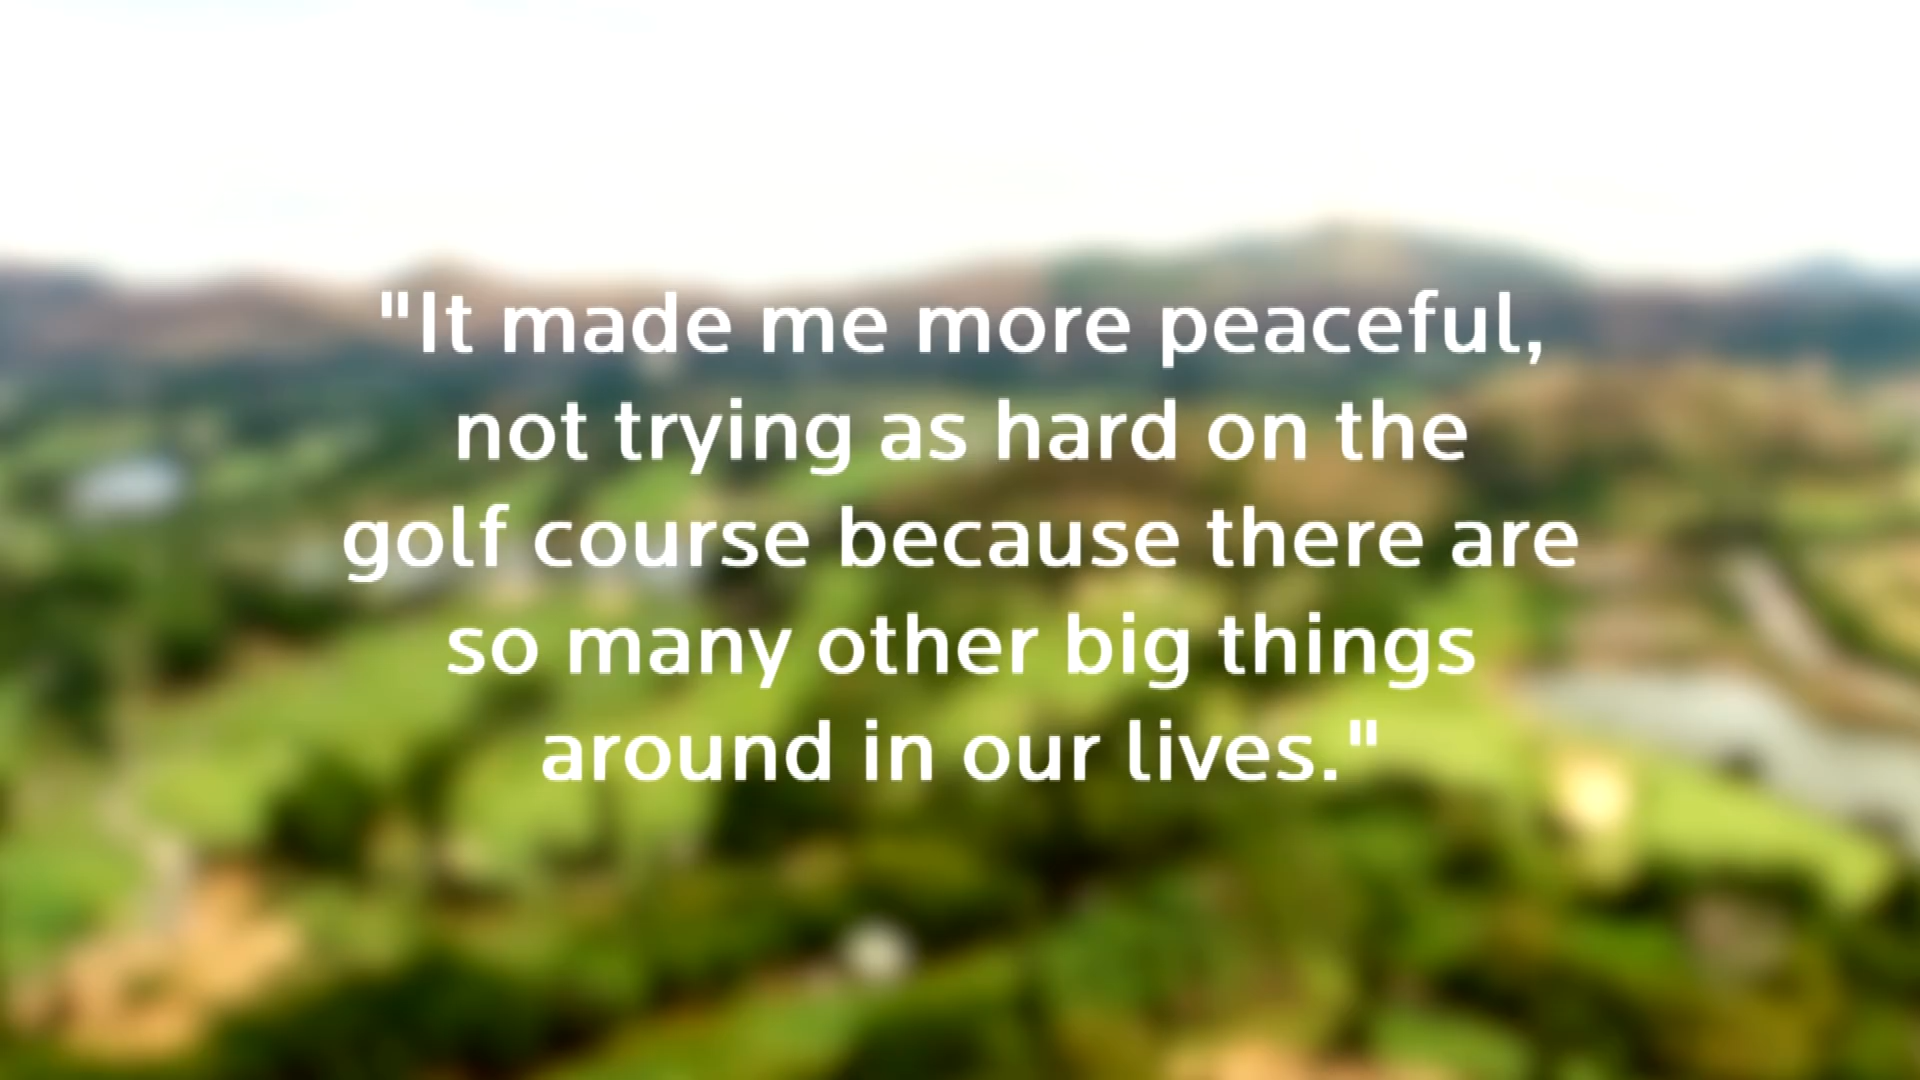 "It made me more peaceful,
not trying as hard on the
golf course because there are
so many other big things
around in our lives."